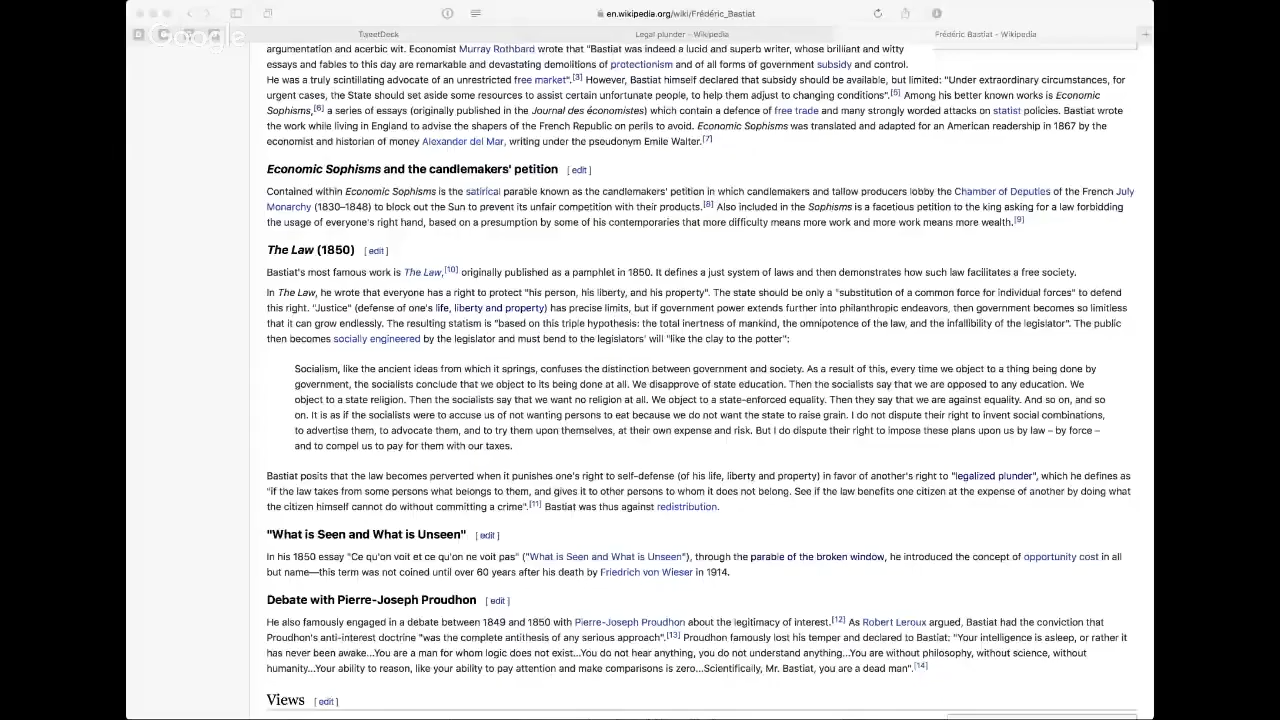 en.wikipedia.org/wiki/Frédéric_Bastiat
Google
TweetDeck
Legal plunder – Wikipedia
Frédéric Bastiat - Wikipedia
argumentation and acerbic wit. Economist Murray Rothbard wrote that "Bastiat was indeed a lucid and superb writer, whose brilliant and witty
essays and fables to this day are remarkable and devastating demolitions of protectionism and of all forms of government subsidy and control.
He was a truly scintillating advocate of an unrestricted free market".[3] However, Bastiat himself declared that subsidy should be available, but limited: "Under extraordinary circumstances, for
urgent cases, the State should set aside some resources to assist certain unfortunate people, to help them adjust to changing conditions".[5] Among his better known works is Economic
Sophisms,[6] a series of essays (originally published in the Journal des économistes) which contain a defence of free trade and many strongly worded attacks on statist policies. Bastiat wrote
the work while living in England to advise the shapers of the French Republic on perils to avoid. Economic Sophisms was translated and adapted for an American readership in 1867 by the
economist and historian of money Alexander del Mar, writing under the pseudonym Emile Walter.[7]
Economic Sophisms and the candlemakers' petition [ edit ]
Contained within Economic Sophisms is the satirical parable known as the candlemakers' petition in which candlemakers and tallow producers lobby the Chamber of Deputies of the French July
Monarchy (1830–1848) to block out the Sun to prevent its unfair competition with their products.[8] Also included in the Sophisms is a facetious petition to the king asking for a law forbidding
the usage of everyone's right hand, based on a presumption by some of his contemporaries that more difficulty means more work and more work means more wealth.[9]
The Law (1850) [ edit ]
Bastiat's most famous work is The Law,[10] originally published as a pamphlet in 1850. It defines a just system of laws and then demonstrates how such law facilitates a free society.
In The Law, he wrote that everyone has a right to protect "his person, his liberty, and his property". The state should be only a "substitution of a common force for individual forces" to defend
this right. "Justice" (defense of one's life, liberty and property) has precise limits, but if government power extends further into philanthropic endeavors, then government becomes so limitless
that it can grow endlessly. The resulting statism is "based on this triple hypothesis: the total inertness of mankind, the omnipotence of the law, and the infallibility of the legislator". The public
then becomes socially engineered by the legislator and must bend to the legislators' will "like the clay to the potter":
Socialism, like the ancient ideas from which it springs, confuses the distinction between government and society. As a result of this, every time we object to a thing being done by
government, the socialists conclude that we object to its being done at all. We disapprove of state education. Then the socialists say that we are opposed to any education. We
object to a state religion. Then the socialists say that we want no religion at all. We object to a state-enforced equality. Then they say that we are against equality. And so on, and so
on. It is as if the socialists were to accuse us of not wanting persons to eat because we do not want the state to raise grain. I do not dispute their right to invent social combinations,
to advertise them, to advocate them, and to try them upon themselves, at their own expense and risk. But I do dispute their right to impose these plans upon us by law – by force –
and to compel us to pay for them with our taxes.
Bastiat posits that the law becomes perverted when it punishes one's right to self-defense (of his life, liberty and property) in favor of another's right to "legalized plunder", which he defines as
"if the law takes from some persons what belongs to them, and gives it to other persons to whom it does not belong. See if the law benefits one citizen at the expense of another by doing what
the citizen himself cannot do without committing a crime".[11] Bastiat was thus against redistribution.
"What is Seen and What is Unseen" [ edit ]
In his 1850 essay "Ce qu'on voit et ce qu'on ne voit pas" ("What is Seen and What is Unseen"), through the parable of the broken window, he introduced the concept of opportunity cost in all
but name—this term was not coined until over 60 years after his death by Friedrich von Wieser in 1914.
Debate with Pierre-Joseph Proudhon [ edit ]
He also famously engaged in a debate between 1849 and 1850 with Pierre-Joseph Proudhon about the legitimacy of interest.[12] As Robert Leroux argued, Bastiat had the conviction that
Proudhon's anti-interest doctrine "was the complete antithesis of any serious approach".[13] Proudhon famously lost his temper and declared to Bastiat: "Your intelligence is asleep, or rather it
has never been awake...You are a man for whom logic does not exist...You do not hear anything, you do not understand anything...You are without philosophy, without science, without
humanity...Your ability to reason, like your ability to pay attention and make comparisons is zero...Scientifically, Mr. Bastiat, you are a dead man".[14]
Views [ edit ]